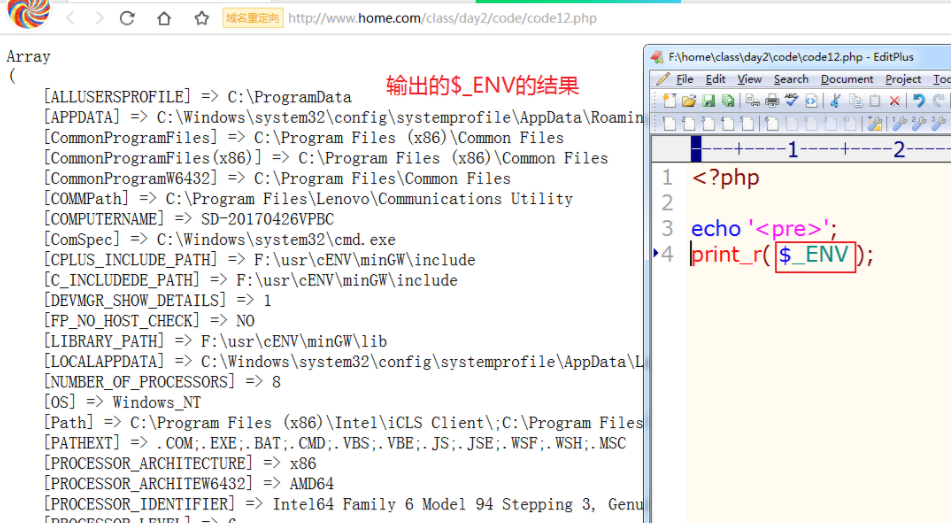 域名重定向 http://www.home.com/class/day2/code/code12.php
Array
(
[ALLUSERSPROFILE] => C:\ProgramData
[APPDATA] => C:\Windows\system32\config\systemprofile\AppData\Roamin
[CommonProgramFiles] => C:\Program Files (x86)\Common Files
[CommonProgramFiles(x86)] => C:\Program Files (x86)\Common Files
[CommonProgramW6432] => C:\Program Files\Common Files
[COMMPath] => C:\Program Files\Lenovo\Communications Utility
[COMPUTERNAME] => SD-20170426VPBC
[ComSpec] => C:\Windows\system32\cmd.exe
[CPLUS_INCLUDE_PATH] => F:\usr\cENV\minGW\include
[C_INCLUDEDE_PATH] => F:\usr\cENV\minGW\include
[DEVMGR_SHOW_DETAILS] => 1
[FP_NO_HOST_CHECK] => NO
[LIBRARY_PATH] => F:\usr\cENV\minGW\lib
[LOCALAPPDATA] => C:\Windows\system32\config\systemprofile\AppData\L
[NUMBER_OF_PROCESSORS] => 8
[OS] => Windows_NT
[Path] => C:\Program Files (x86)\Intel\iCLS Client\;C:\Program Files
[PATHEXT] => .COM;.EXE;.BAT;.CMD;.VBS;.VBE;.JS;.JSE;.WSF;.WSH;.MSC
[PROCESSOR_ARCHITECTURE] => x86
[PROCESSOR_ARCHITEW6432] => AMD64
[PROCESSOR_IDENTIFIER] => Intel64 Family 6 Model 94 Stepping 3, Genu
[PROCESSOR_LEVEL] => 6
输出的$_ENV的结果
F:\home\class\day2\code\code12.php - EditPlus
File Edit View Search Document Project Too
----+----1----+----2-----
1 <?php
2
3 echo '<pre>';
4 print_r( $_ENV );